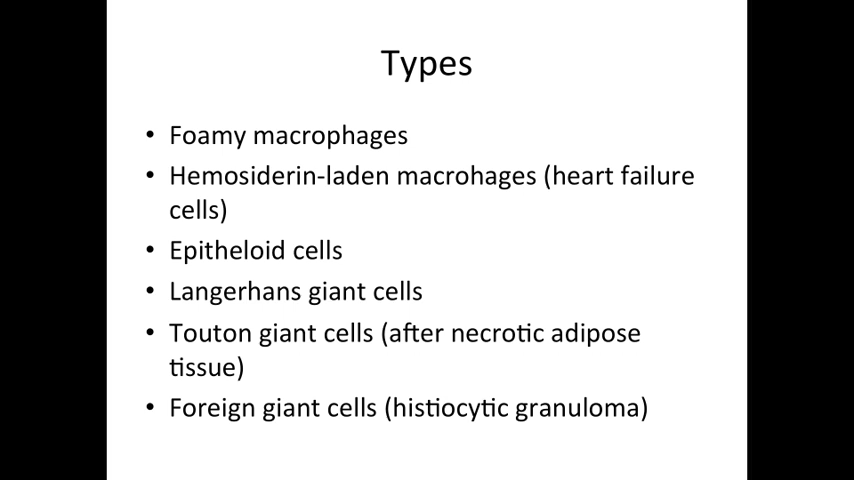 Types
• Foamy macrophages
• Hemosiderin-laden macrohages (heart failure
cells)
• Epitheloid cells
• Langerhans giant cells
• Touton giant cells (after necrotic adipose
tissue)
• Foreign giant cells (histiocytic granuloma)